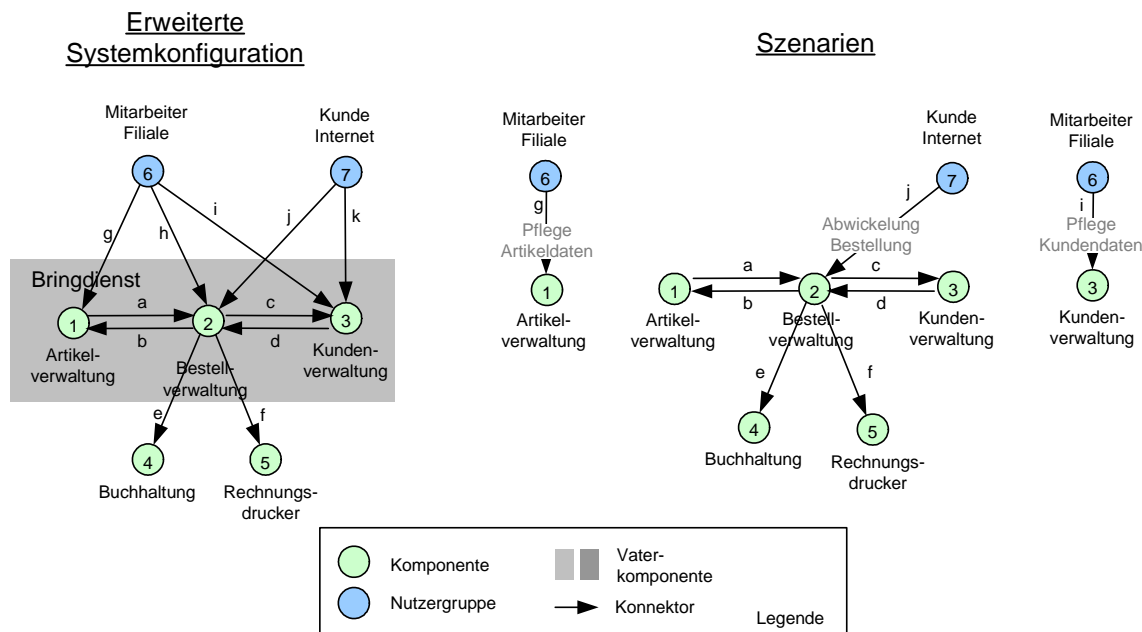 Erweiterte
Systemkonfiguration
Szenarien
Mitarbeiter
Filiale
6
Kunde
Internet
7
g
h
i
j
k
Bringdienst
1
a
b
2
c
d
3
Artikel-
verwaltung
Bestell-
verwaltung
Kunden-
verwaltung
e
f
4
Buchhaltung
5
Rechnungs-
drucker
Mitarbeiter
Filiale
6
g
Pflege
Artikeldaten
1
Artikel-
verwaltung
Kunde
Internet
7
j
Abwickelung
Bestellung
1
a
b
2
c
d
3
Artikel-
verwaltung
Bestell-
verwaltung
Kunden-
verwaltung
e
f
4
Buchhaltung
5
Rechnungs-
drucker
Mitarbeiter
Filiale
6
i
Pflege
Kundendaten
3
Kunden-
verwaltung
Komponente
Nutzergruppe
Vater-
komponente
Konnektor
Legende